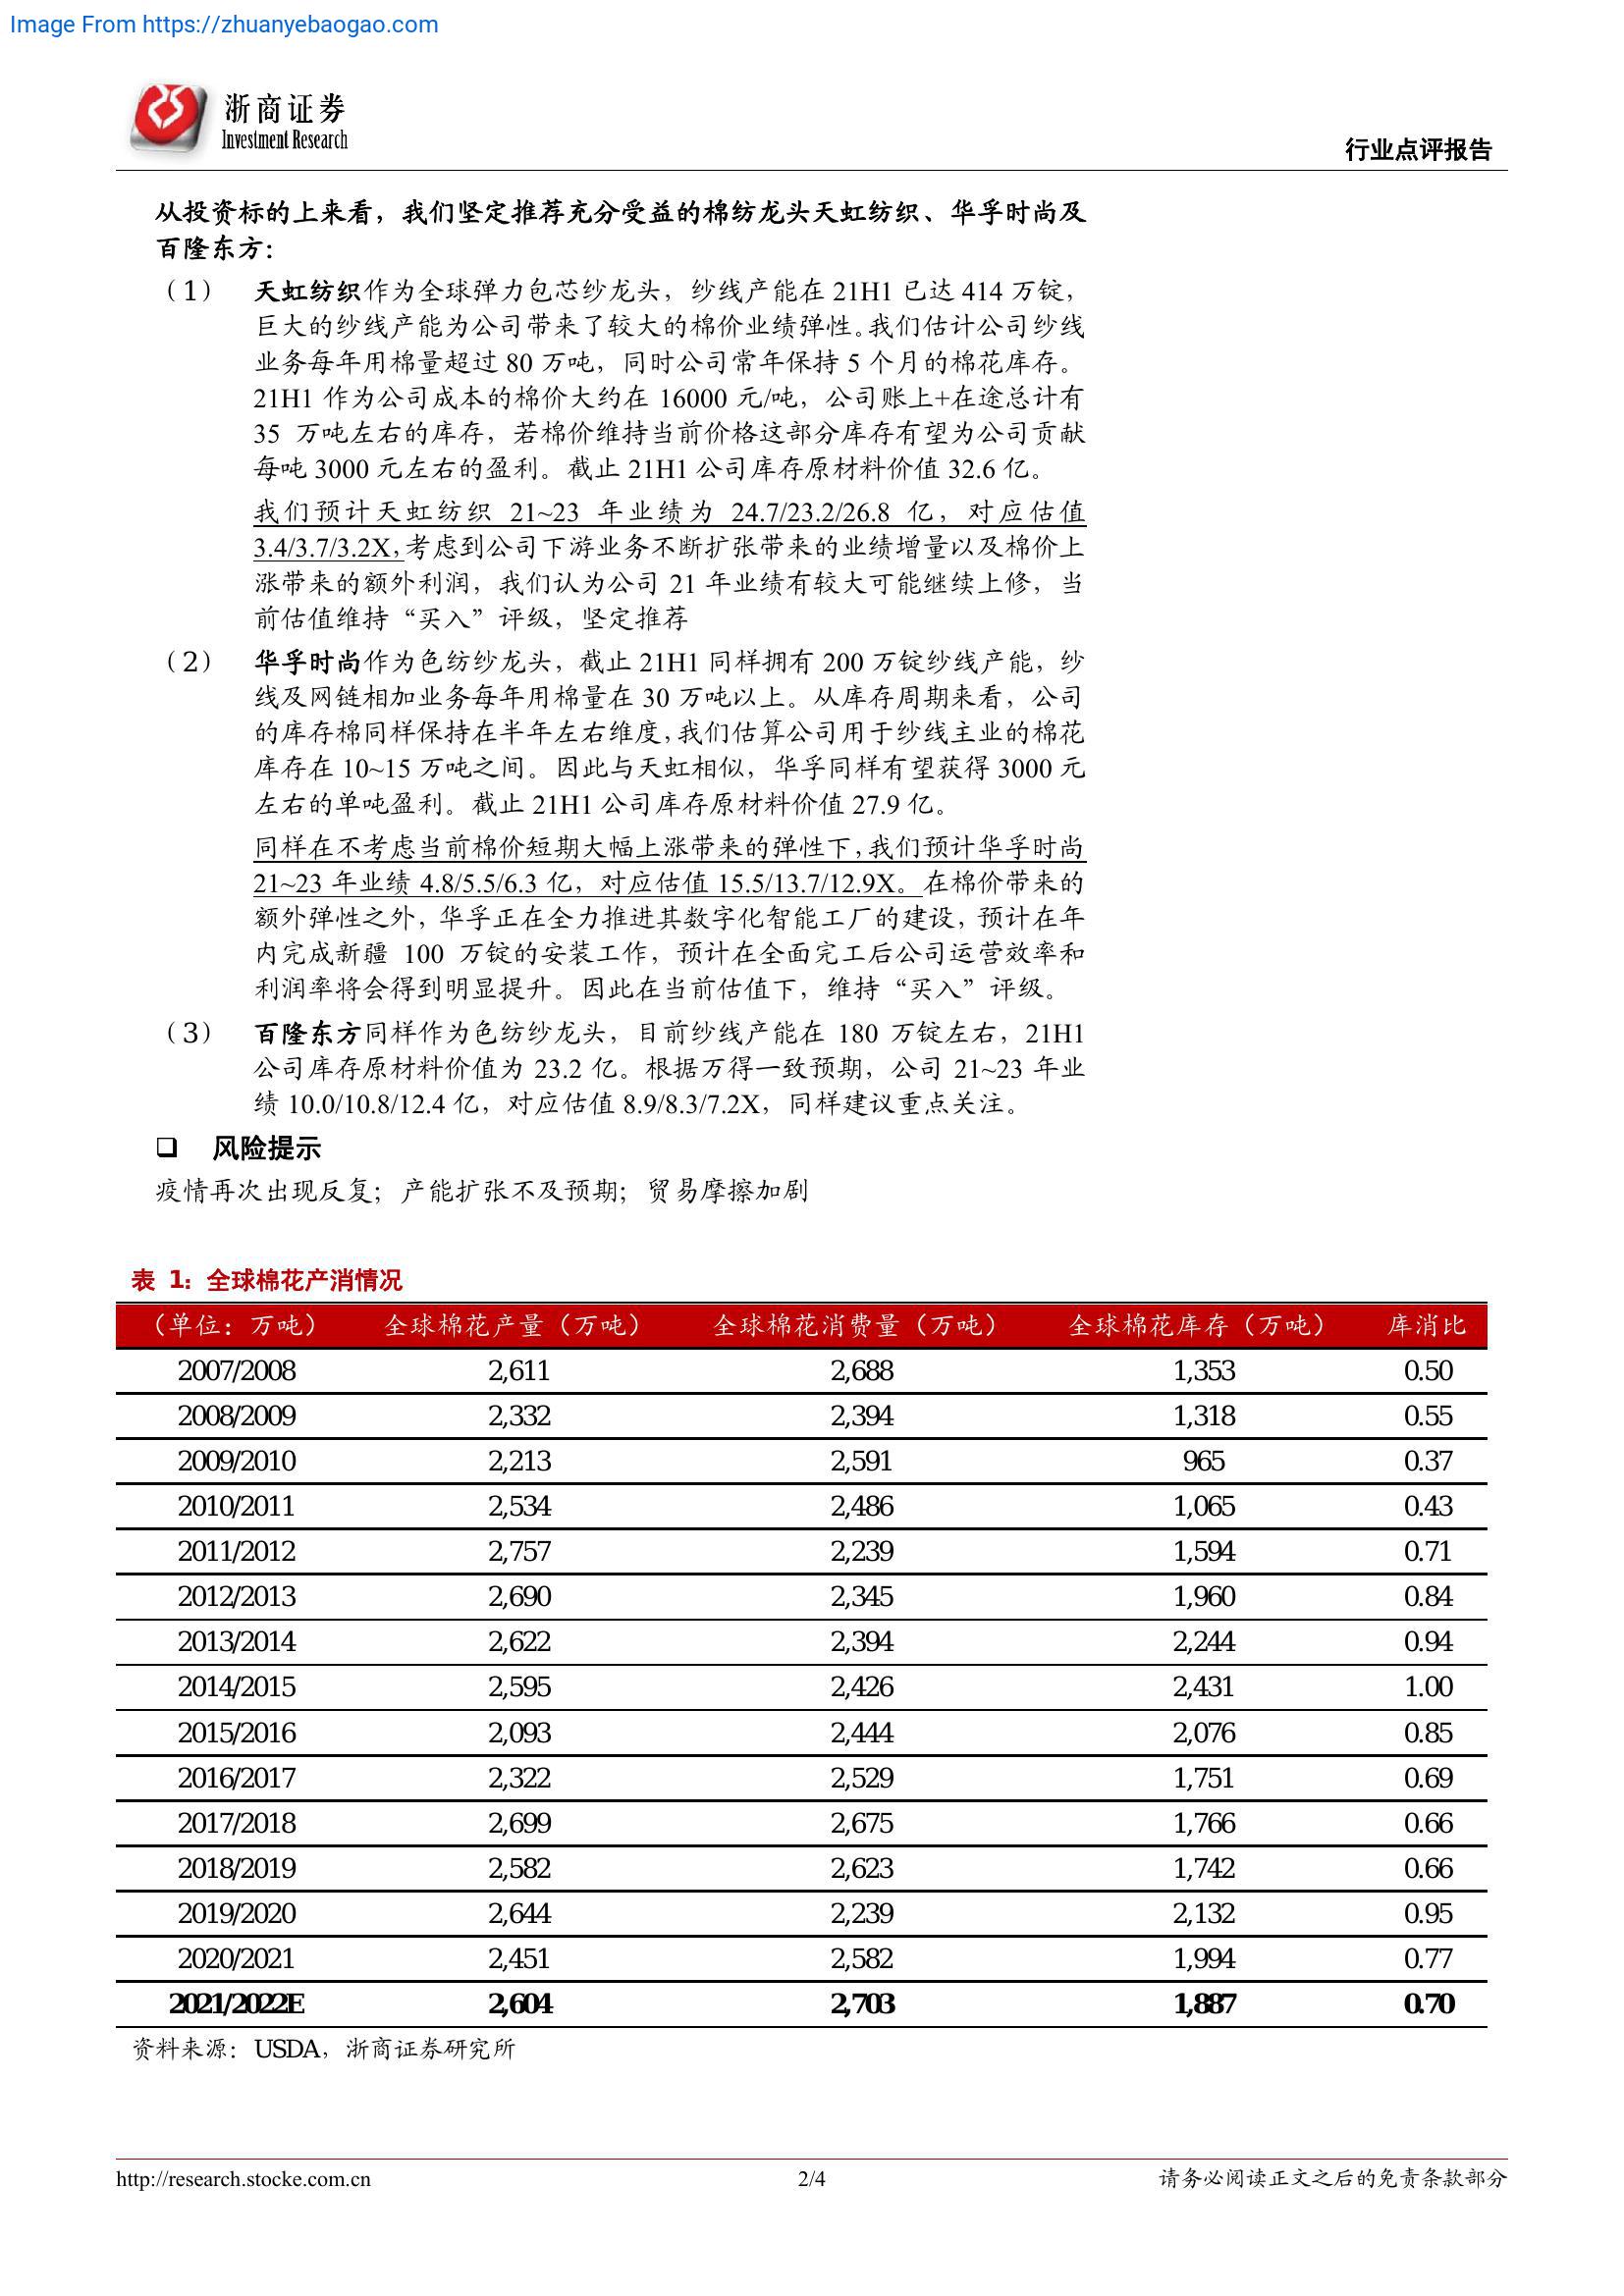 Image From https://zhuanyebaogao.com
浙商证券
Investment Research
行业点评报告
从投资标的上来看，我们坚定推荐充分受益的棉纺龙头天虹纺织、华孚时尚及
百隆东方：
（1） 天虹纺织作为全球弹力包芯纱龙头，纱线产能在 21H1 已达 414 万锭，
巨大的纱线产能为公司带来了较大的棉价业绩弹性。我们估计公司纱线
业务每年用棉量超过 80 万吨，同时公司常年保持 5 个月的棉花库存。
21H1 作为公司成本的棉价大约在 16000 元/吨，公司账上+在途总计有
35 万吨左右的库存，若棉价维持当前价格这部分库存有望为公司贡献
每吨 3000 元左右的盈利。截止 21H1 公司库存原材料价值 32.6 亿。
我们预计天虹纺织 21~23 年业绩为 24.7/23.2/26.8 亿，对应估值
3.4/3.7/3.2X，考虑到公司下游业务不断扩张带来的业绩增量以及棉价上
涨带来的额外利润，我们认为公司 21 年业绩有较大可能继续上修，当
前估值维持“买入”评级，坚定推荐
（2） 华孚时尚作为色纺纱龙头，截止 21H1 同样拥有 200 万锭纱线产能，纱
线及网链相加业务每年用棉量在 30 万吨以上。从库存周期来看，公司
的库存棉同样保持在半年左右维度，我们估算公司用于纱线主业的棉花
库存在 10~15 万吨之间。因此与天虹相似，华孚同样有望获得 3000 元
左右的单吨盈利。截止 21H1 公司库存原材料价值 27.9 亿。
同样在不考虑当前棉价短期大幅上涨带来的弹性下，我们预计华孚时尚
21~23 年业绩 4.8/5.5/6.3 亿，对应估值 15.5/13.7/12.9X。在棉价带来的
额外弹性之外，华孚正在全力推进其数字化智能工厂的建设，预计在年
内完成新疆 100 万锭的安装工作，预计在全面完工后公司运营效率和
利润率将会得到明显提升。因此在当前估值下，维持“买入”评级。
（3） 百隆东方同样作为色纺纱龙头，目前纱线产能在 180 万锭左右，21H1
公司库存原材料价值为 23.2 亿。根据万得一致预期，公司 21~23 年业
绩 10.0/10.8/12.4 亿，对应估值 8.9/8.3/7.2X，同样建议重点关注。
❑ 风险提示
疫情再次出现反复；产能扩张不及预期；贸易摩擦加剧
表 1：全球棉花产消情况
（单位：万吨） 全球棉花产量（万吨） 全球棉花消费量（万吨） 全球棉花库存（万吨） 库消比
2007/2008 2,611 2,688 1,353 0.50
2008/2009 2,332 2,394 1,318 0.55
2009/2010 2,213 2,591 965 0.37
2010/2011 2,534 2,486 1,065 0.43
2011/2012 2,757 2,239 1,594 0.71
2012/2013 2,690 2,345 1,960 0.84
2013/2014 2,622 2,394 2,244 0.94
2014/2015 2,595 2,426 2,431 1.00
2015/2016 2,093 2,444 2,076 0.85
2016/2017 2,322 2,529 1,751 0.69
2017/2018 2,699 2,675 1,766 0.66
2018/2019 2,582 2,623 1,742 0.66
2019/2020 2,644 2,239 2,132 0.95
2020/2021 2,451 2,582 1,994 0.77
2021/2022E 2,604 2,703 1,887 0.70
资料来源：USDA，浙商证券研究所
http://research.stocke.com.cn 2/4 请务必阅读正文之后的免责条款部分